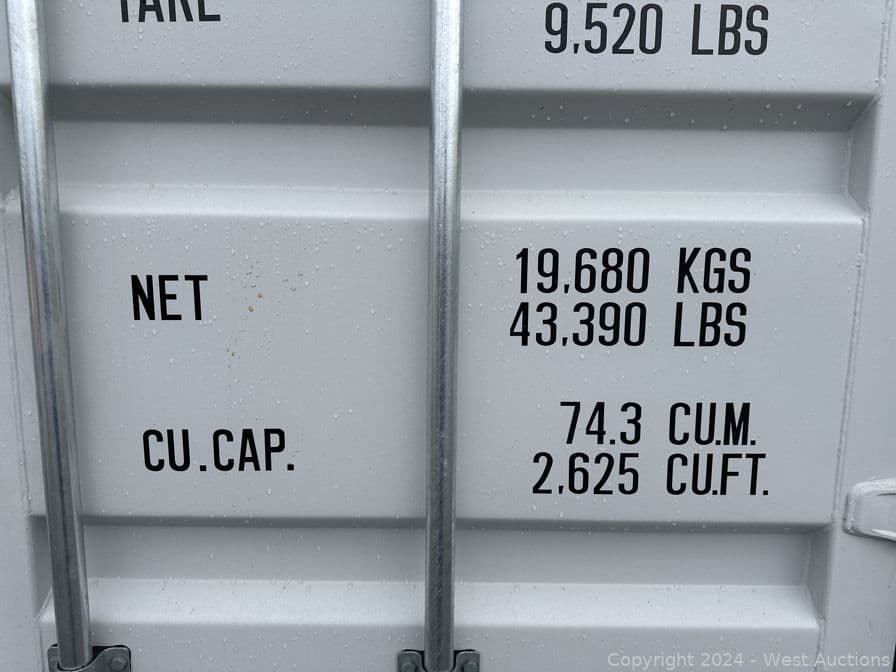 TARE
9,520 LBS
NET
19,680 KGS
43,390 LBS
CU.CAP.
74.3 CU.M.
2,625 CU.FT.
Copyright 2024 - West Auctions